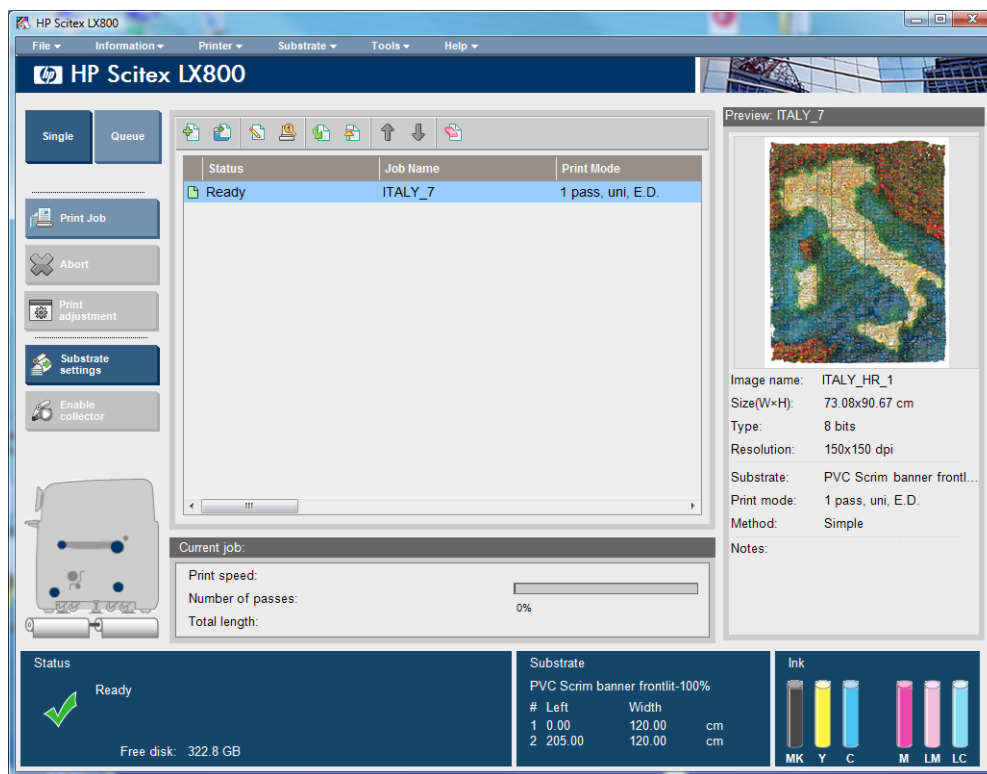 HP Scitex LX800
File Information Printer Substrate Tools Help
hp HP Scitex LX800
Single Queue
Print Job
Abort
Print
adjustment
Substrate
settings
Enable
collector
Status Job Name Print Mode
Ready ITALY_7 1 pass, uni, E.D.
Current job:
Print speed:
Number of passes:
Total length:
0%
Preview: ITALY_7
Image name: ITALY_HR_1
Size(W×H): 73.08x90.67 cm
Type: 8 bits
Resolution: 150x150 dpi
Substrate: PVC Scrim banner frontl...
Print mode: 1 pass, uni, E.D.
Method: Simple
Notes:
Status
Ready
Free disk: 322.8 GB
Substrate
PVC Scrim banner frontlit-100%
# Left Width
1 0.00 120.00 cm
2 205.00 120.00 cm
Ink
MK Y C M LM LC